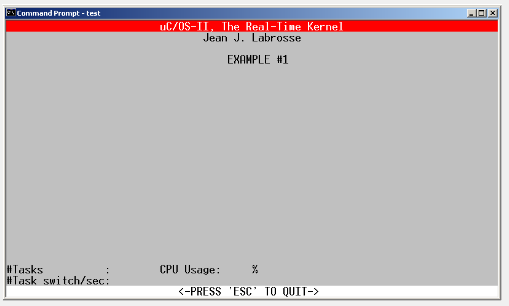 Command Prompt - test
uC/OS-II, The Real-Time Kernel
Jean J. Labrosse
EXAMPLE #1
#Tasks : CPU Usage: %
#Task switch/sec:
<-PRESS 'ESC' TO QUIT->